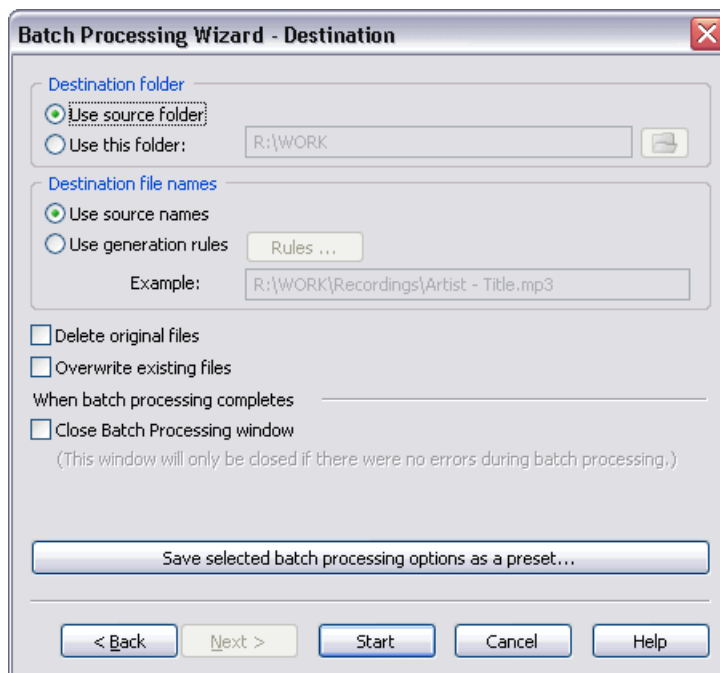 Batch Processing Wizard - Destination
Destination folder
Use source folder
Use this folder: R:\WORK
Destination file names
Use source names
Use generation rules Rules ...
Example: R:\WORK\Recordings\Artist - Title.mp3
Delete original files
Overwrite existing files
When batch processing completes
Close Batch Processing window
(This window will only be closed if there were no errors during batch processing.)
Save selected batch processing options as a preset...
< Back Next > Start Cancel Help